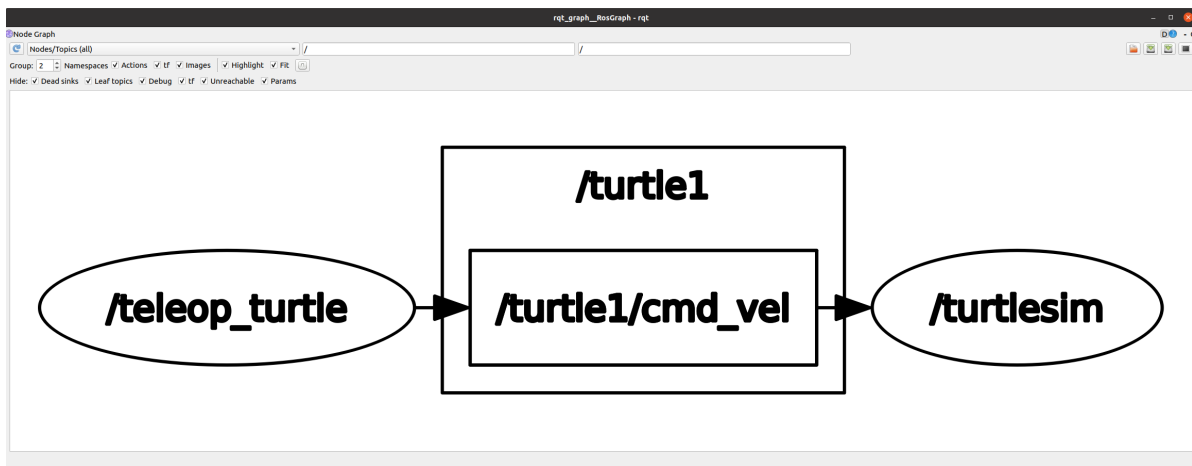 rqt_graph__RosGraph - rqt
Node Graph
D
Nodes/Topics (all) / /
Group: 2 Namespaces Actions tf Images Highlight Fit
Hide: Dead sinks Leaf topics Debug tf Unreachable Params
/turtle1
/teleop_turtle /turtle1/cmd_vel /turtlesim